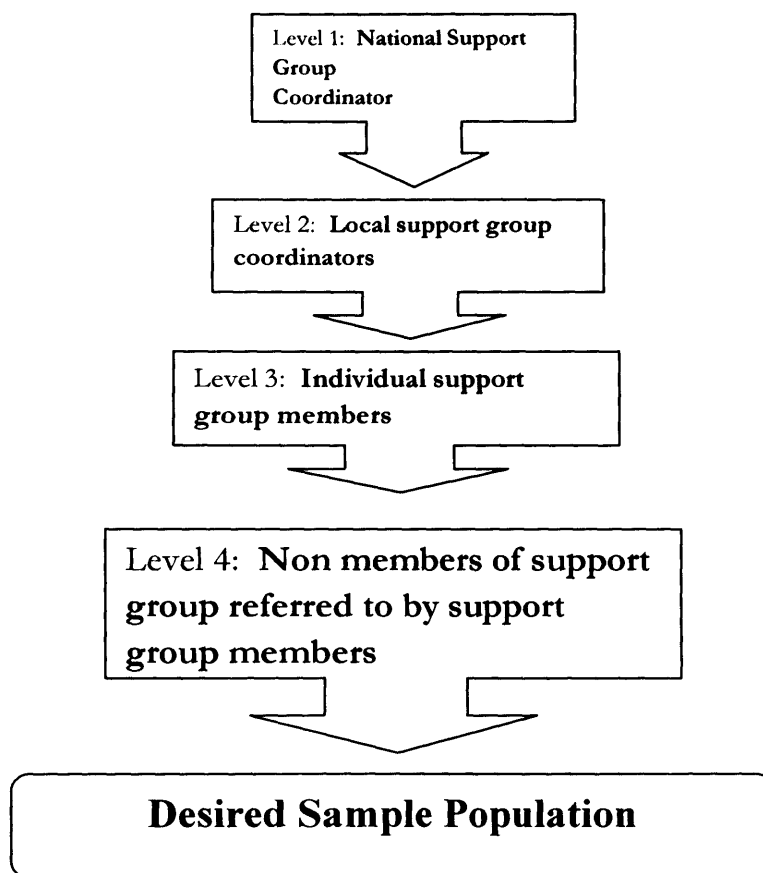 Level 1: National Support
Group
Coordinator
Level 2: Local support group
coordinators
Level 3: Individual support
group members
Level 4: Non members of support
group referred to by support
group members
Desired Sample Population